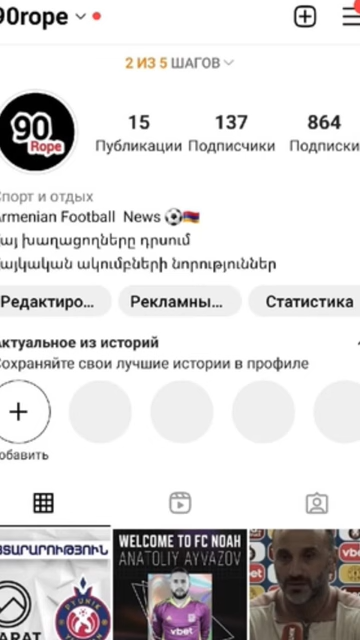 90rope
2 ИЗ 5 ШАГОВ
90
Rope
15 137 864
Публикации Подписчики Подписки
Спорт и отдых
Armenian Football News ⚽🇦🇲
Հայ խաղացողները դրսում
Հայկական ակումբների նորություններ
Редактиро... Рекламны... Статистика
Актуальное из историй
Сохраняйте свои лучшие истории в профиле
Добавить
WELCOME TO FC NOAH
ANATOLIY AYVAZOV
vbet
PYUNIK